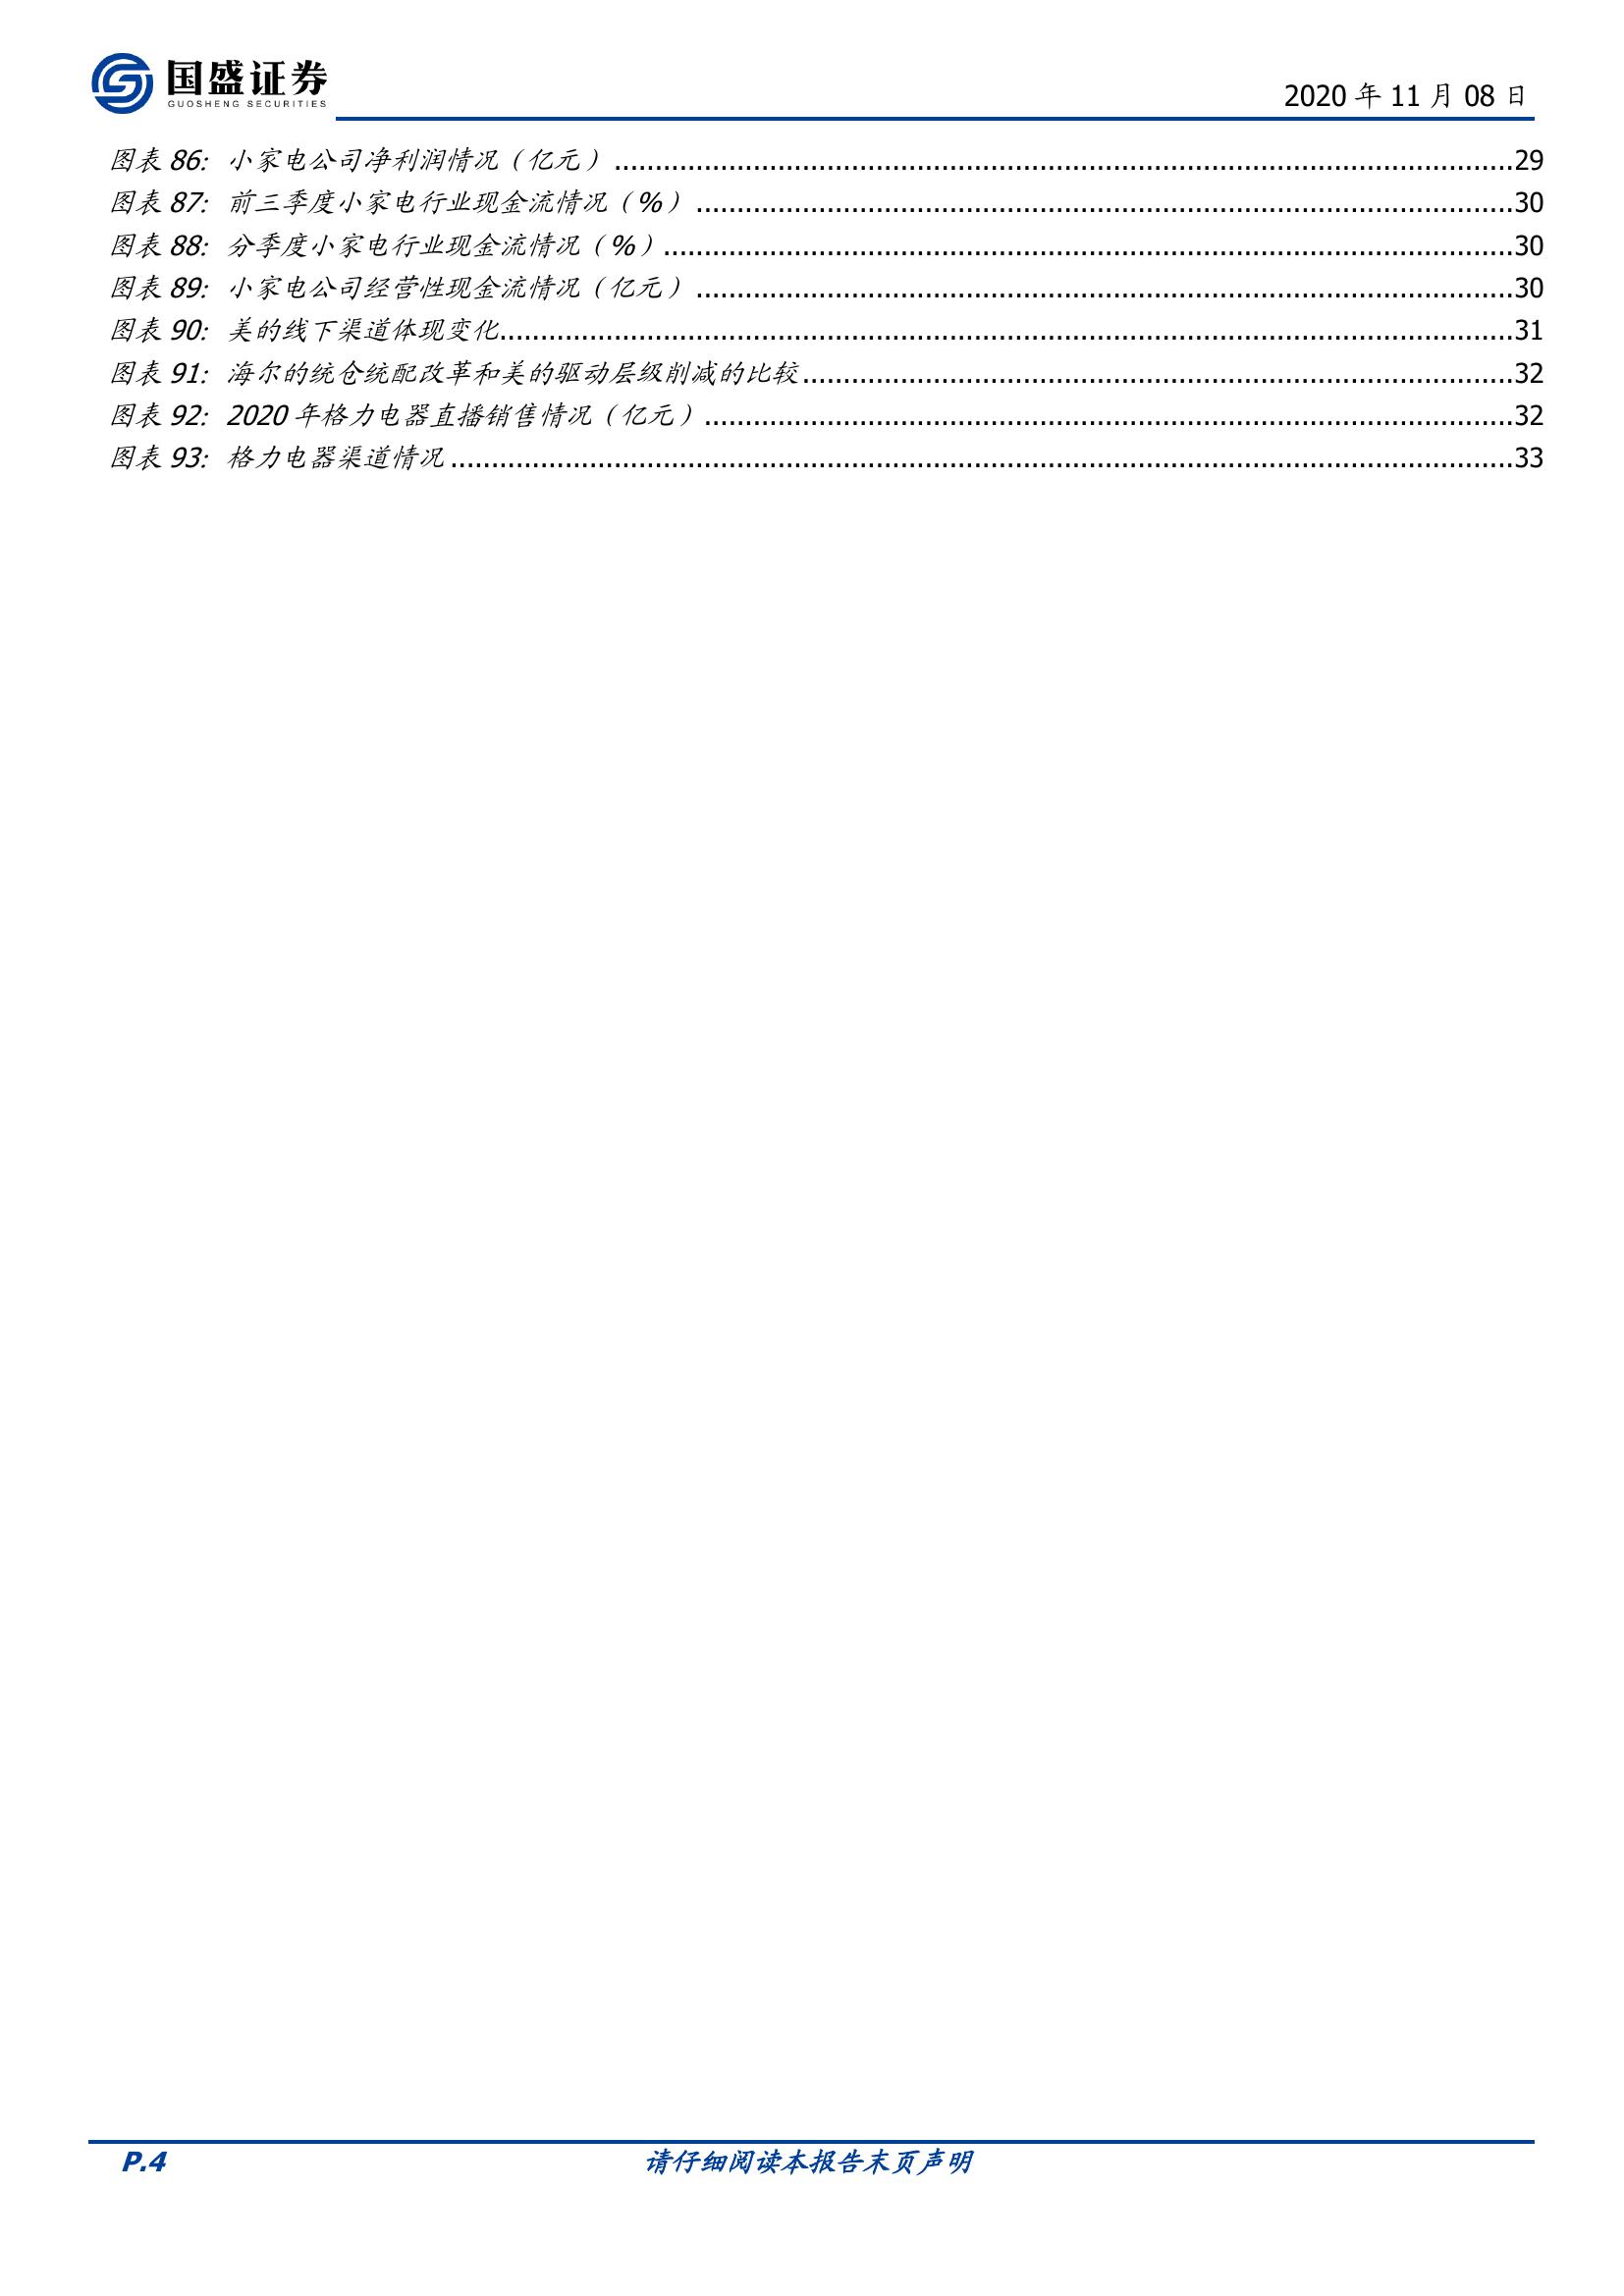 国盛证券
GUOSHENG SECURITIES
2020 年 11 月 08 日
图表 86: 小家电公司净利润情况（亿元）....................29
图表 87: 前三季度小家电行业现金流情况（%）....................30
图表 88: 分季度小家电行业现金流情况（%）....................30
图表 89: 小家电公司经营性现金流情况（亿元）....................30
图表 90: 美的线下渠道体现变化....................31
图表 91: 海尔的统仓统配改革和美的驱动层级削减的比较....................32
图表 92: 2020 年格力电器直播销售情况（亿元）....................32
图表 93: 格力电器渠道情况....................33
P.4 请仔细阅读本报告末页声明